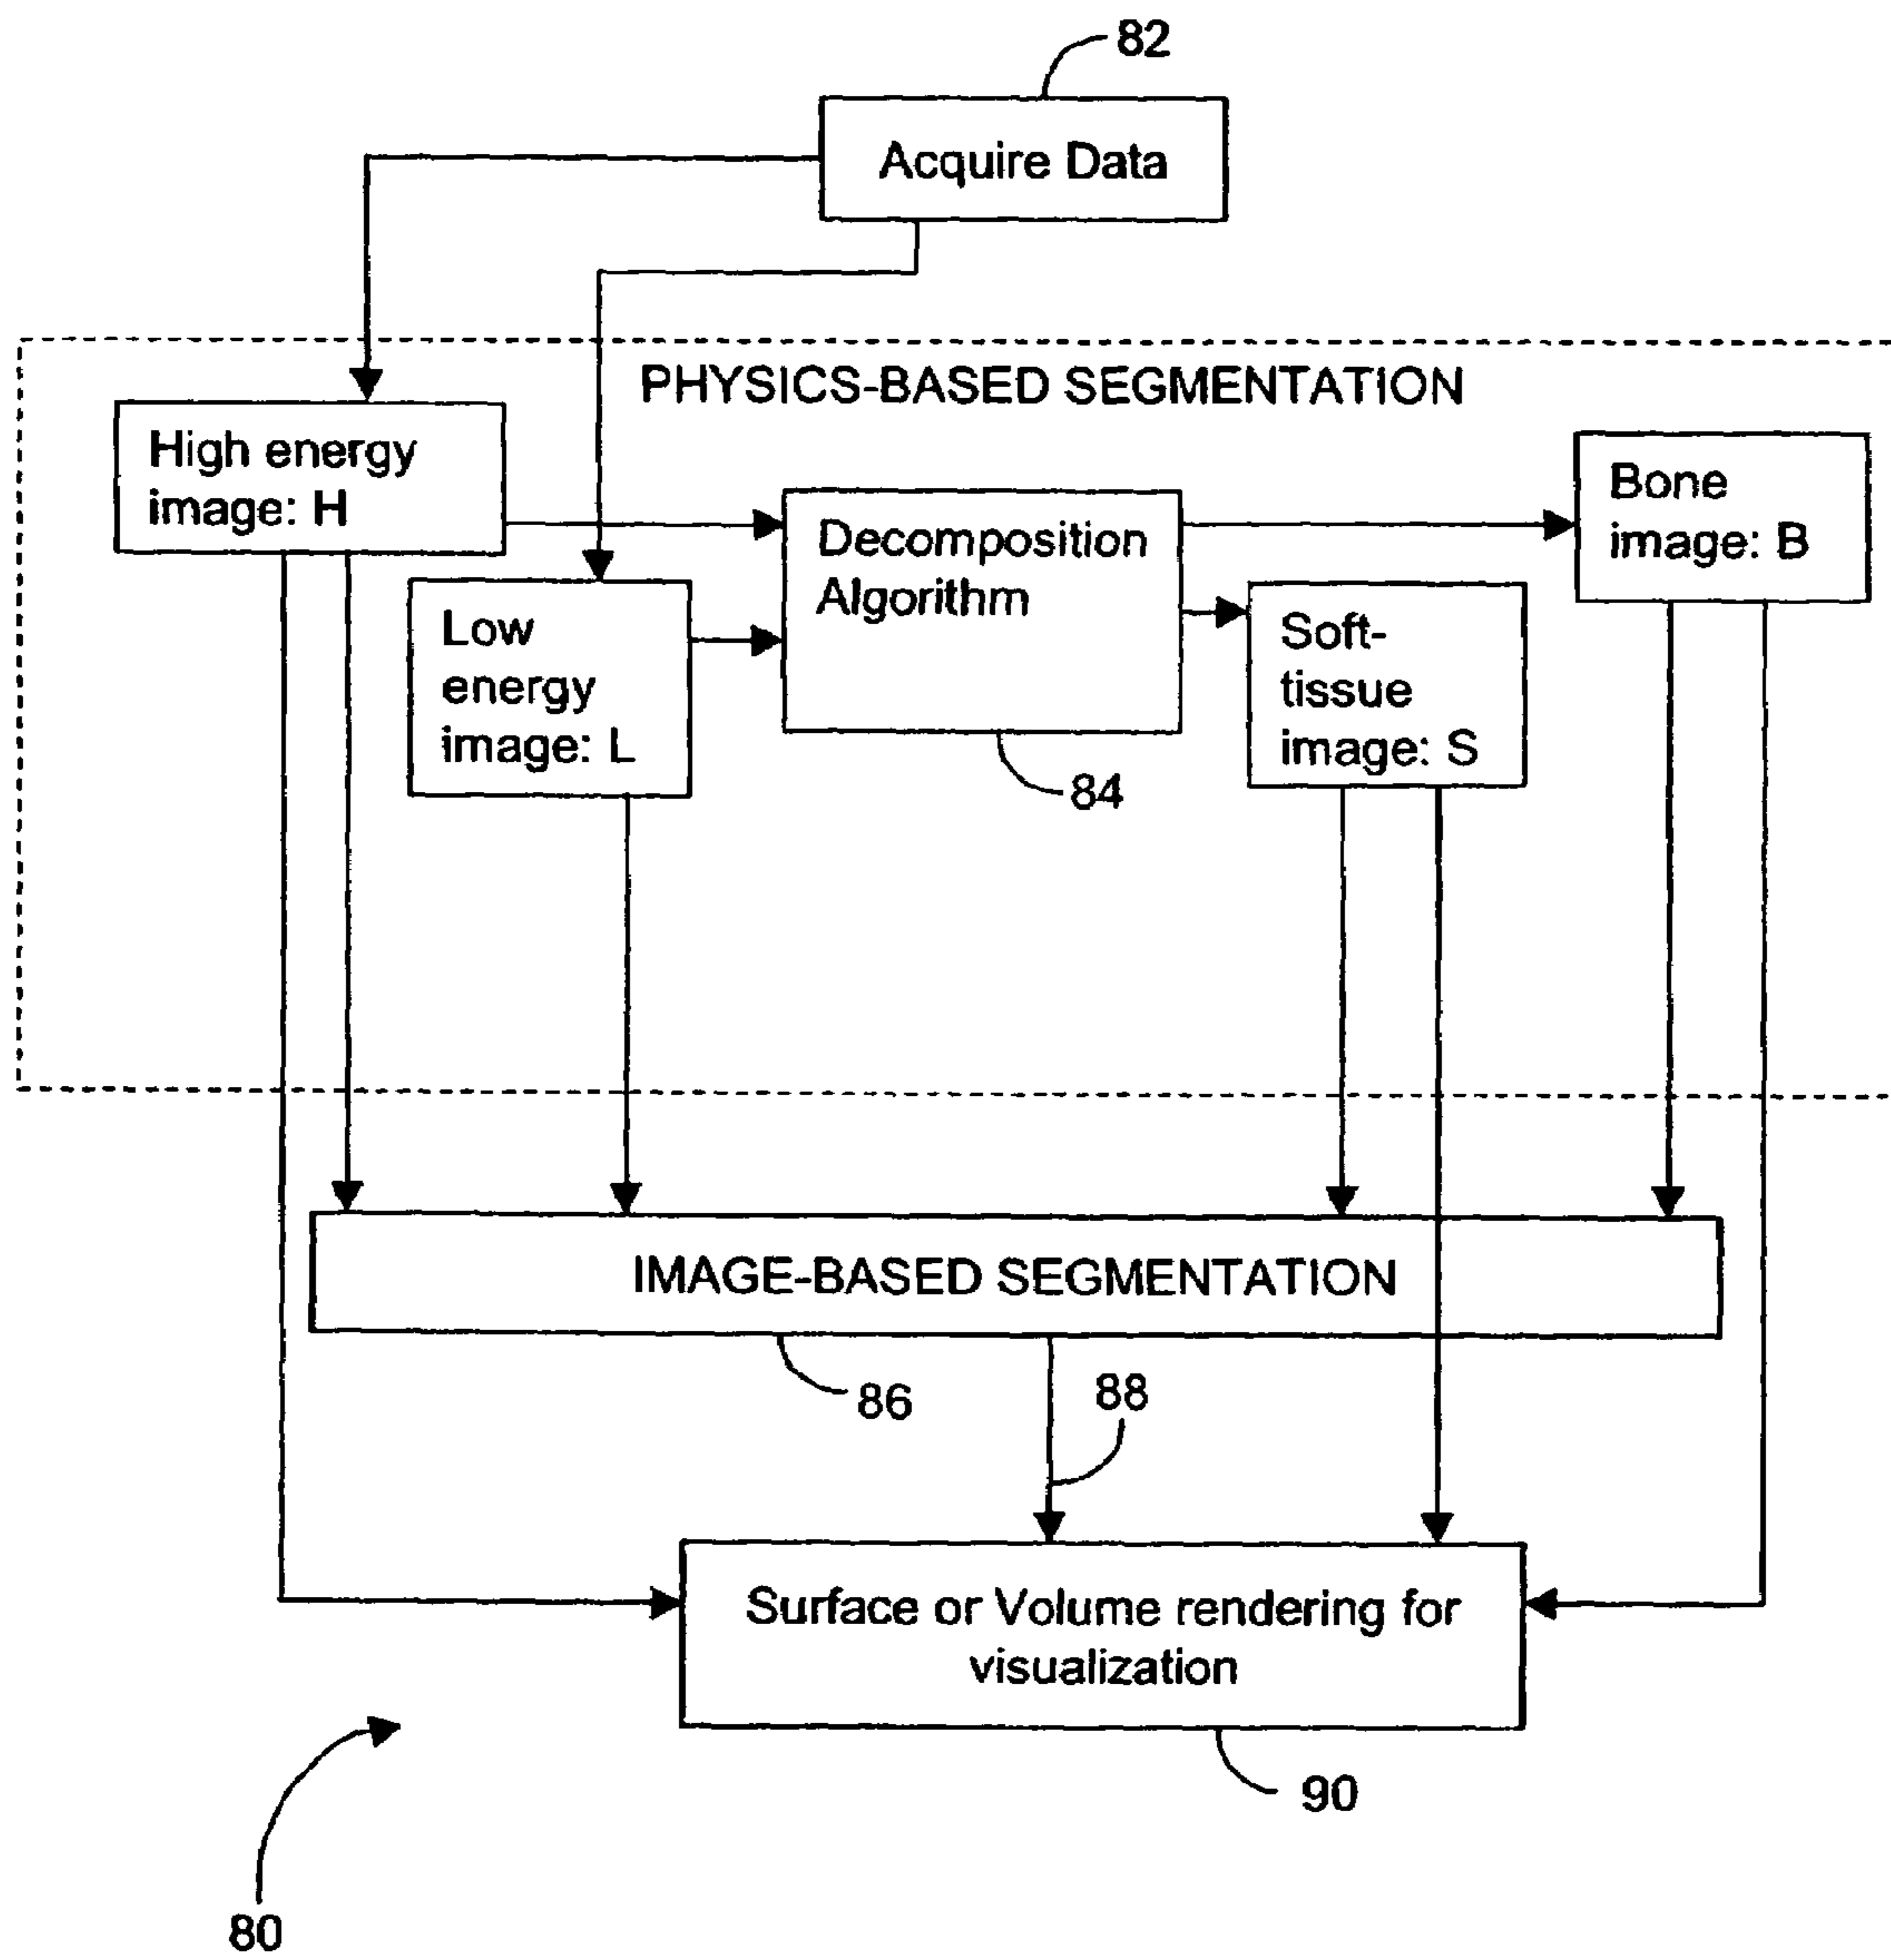 82
Acquire Data
PHYSICS-BASED SEGMENTATION
High energy
image: H
Low
energy
image: L
Decomposition
Algorithm
84
Soft-
tissue
image: S
Bone
image: B
IMAGE-BASED SEGMENTATION
86
88
Surface or Volume rendering for
visualization
90
80